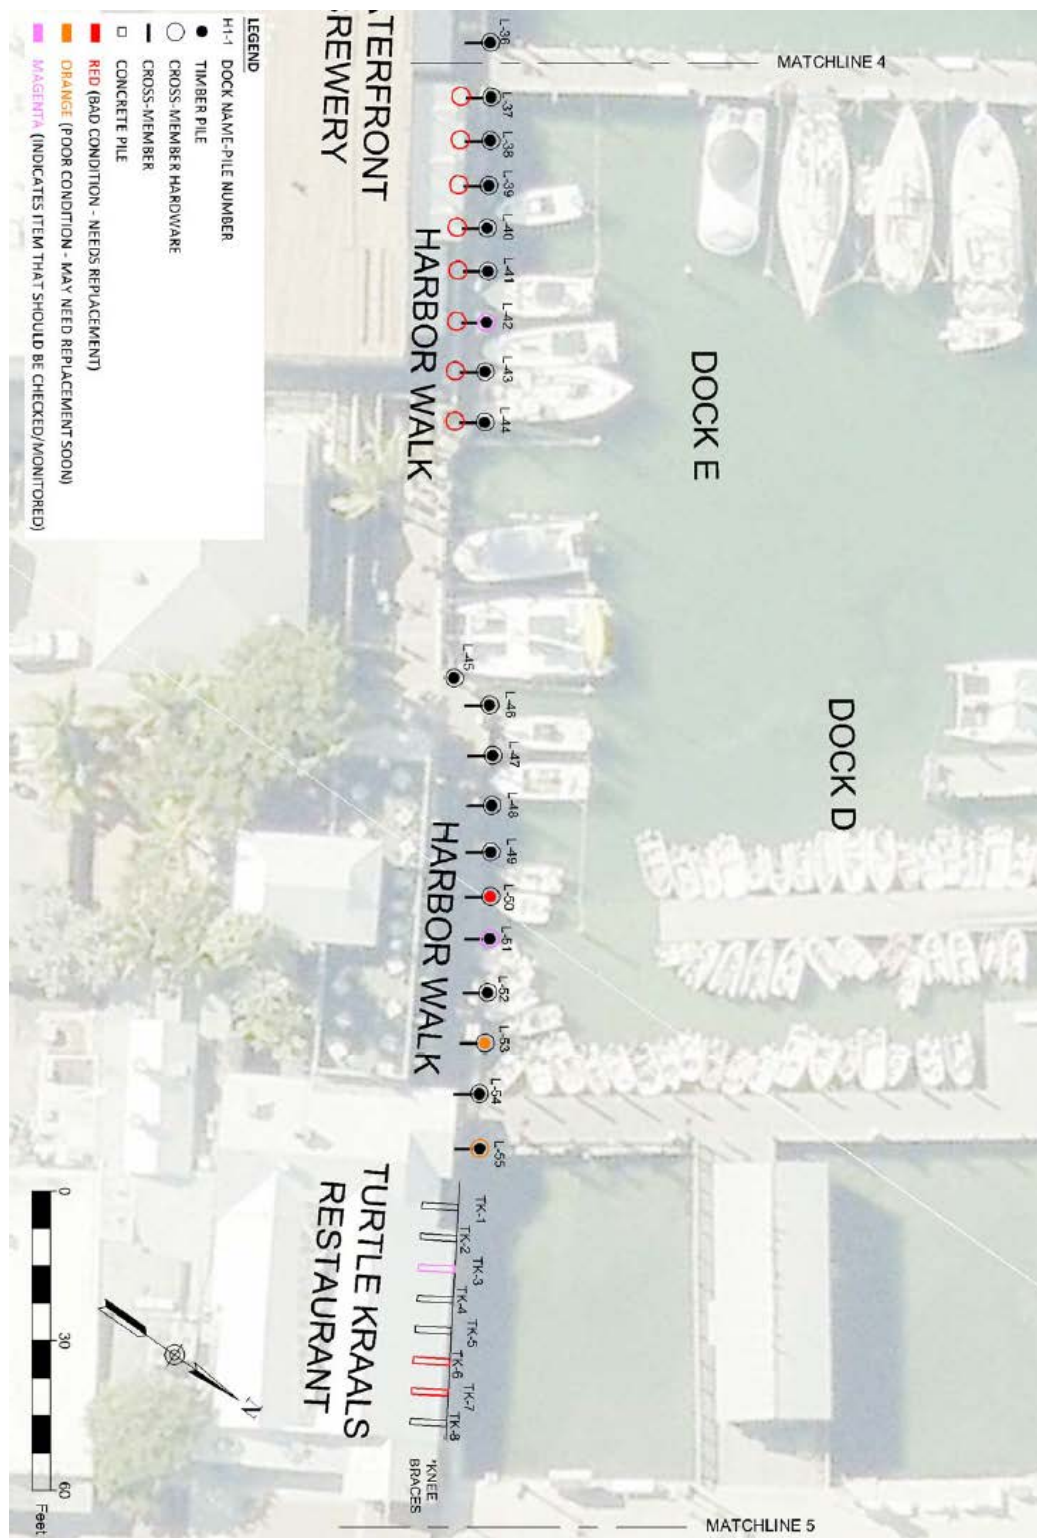 LEGEND
H1-1 DOCK NAME-PILE NUMBER
TIMBER PILE
CROSS-MEMBER HARDWARE
CROSS-MEMBER
CONCRETE PILE
RED (BAD CONDITION - NEEDS REPLACEMENT)
ORANGE (POOR CONDITION - MAY NEED REPLACEMENT SOON)
MAGENTA (INDICATES ITEM THAT SHOULD BE CHECKED/MONITORED)
TERFRONT
REWERY
L-36
MATCHLINE 4
L-37
L-38
L-39
L-40
L-41
L-42
L-43
L-44
HARBOR WALK
DOCK E
DOCK D
L-45
L-46
L-47
L-48
L-49
L-50
L-51
L-52
L-53
L-54
L-55
HARBOR WALK
TURTLE KRAALS
RESTAURANT
TK-1
TK-2
TK-3
TK-4
TK-5
TK-6
TK-7
TK-8
*KNEE
BRACES
0
30
60
Feet
N
MATCHLINE 5